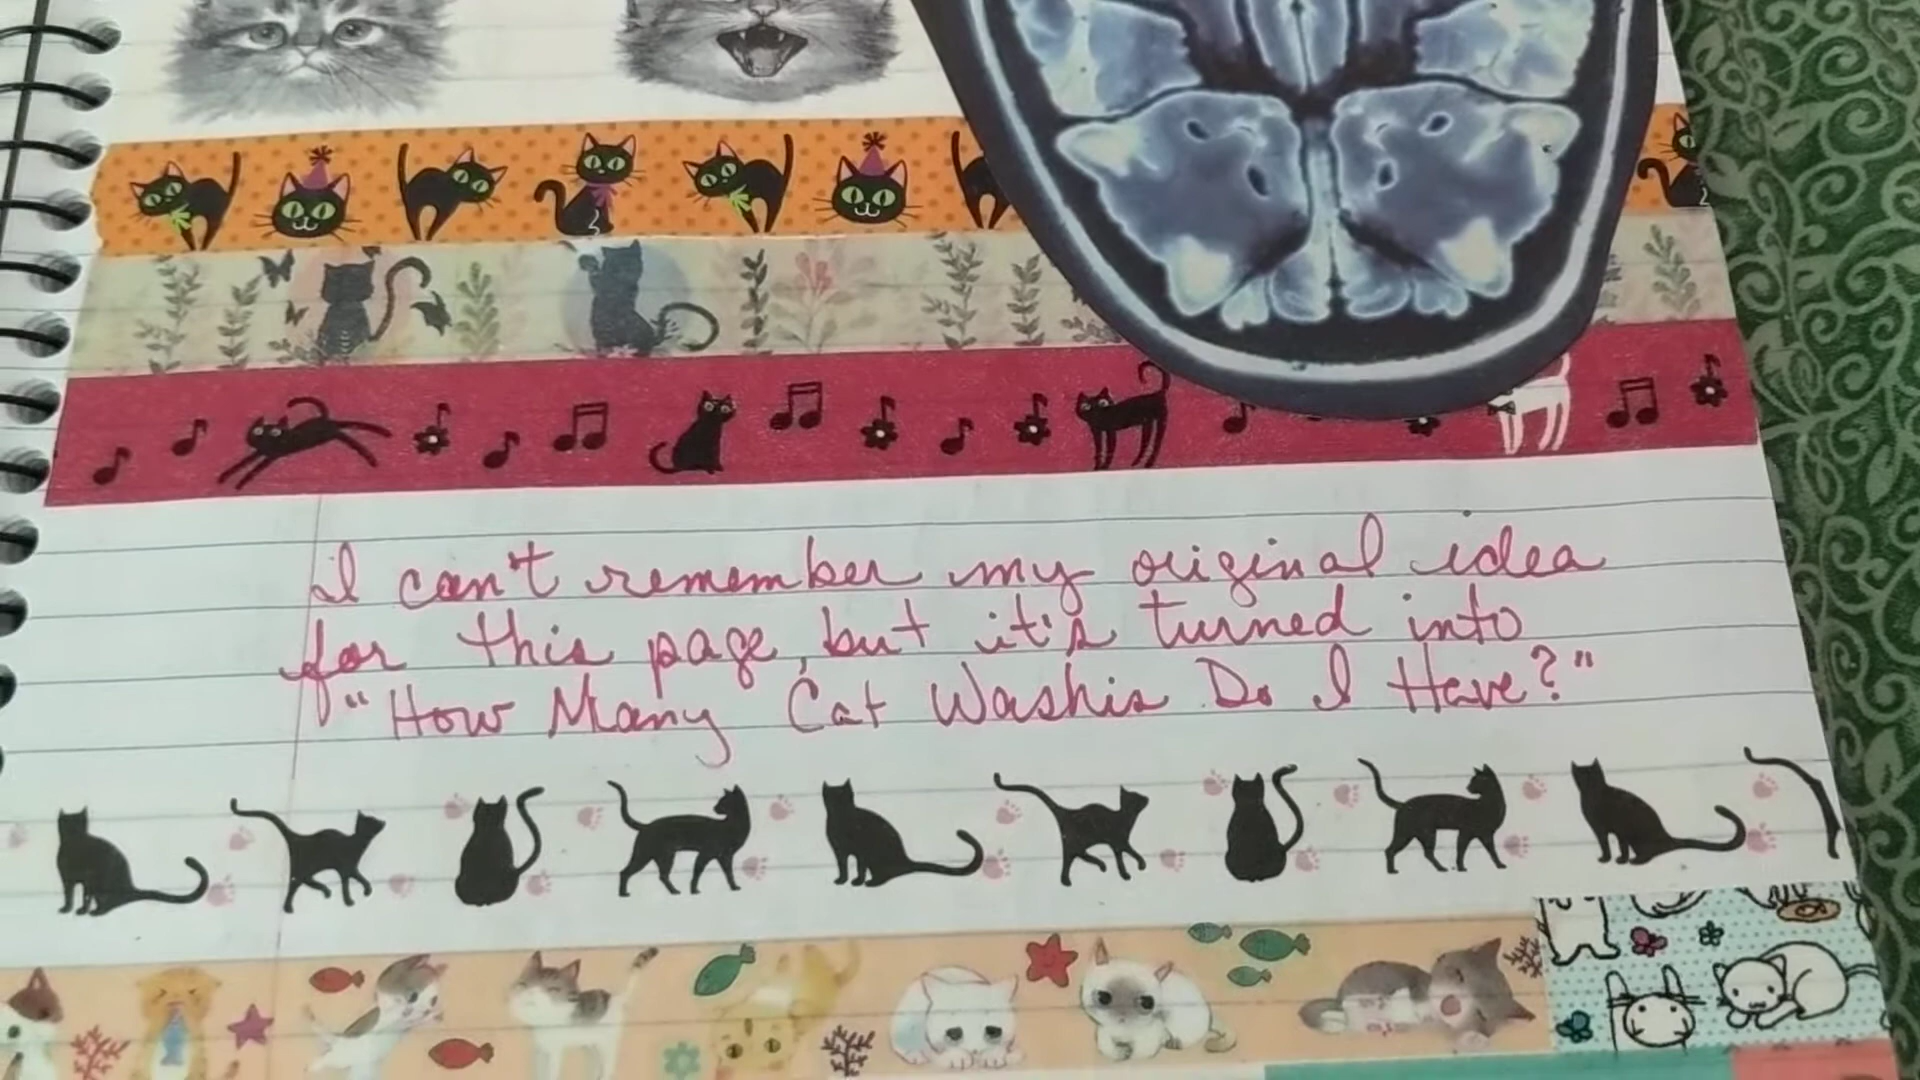 I can't remember my original idea
for this page, but it's turned into
"How Many Cat Washis Do I Have?"